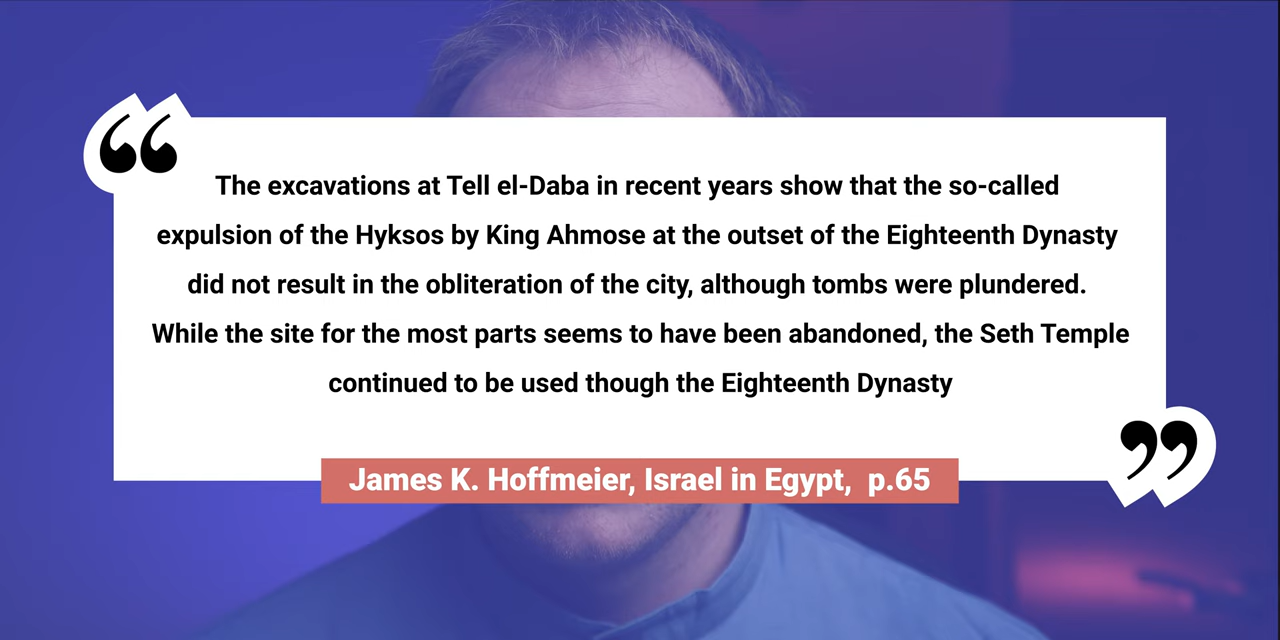 The excavations at Tell el-Daba in recent years show that the so-called
expulsion of the Hyksos by King Ahmose at the outset of the Eighteenth Dynasty
did not result in the obliteration of the city, although tombs were plundered.
While the site for the most parts seems to have been abandoned, the Seth Temple
continued to be used though the Eighteenth Dynasty
James K. Hoffmeier, Israel in Egypt, p.65